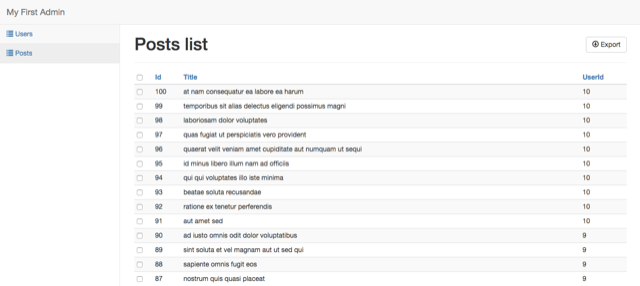 My First Admin
Users
Posts
Posts list
Export
Id Title UserId
100 at nam consequatur ea labore ea harum 10
99 temporibus sit alias delectus eligendi possimus magni 10
98 laboriosam dolor voluptates 10
97 quas fugiat ut perspiciatis vero provident 10
96 quaerat velit veniam amet cupiditate aut numquam ut sequi 10
95 id minus libero illum nam ad officiis 10
94 qui qui voluptates illo iste minima 10
93 beatae soluta recusandae 10
92 ratione ex tenetur perferendis 10
91 aut amet sed 10
90 ad iusto omnis odit dolor voluptatibus 9
89 sint soluta et vel magnam aut ut sed qui 9
88 sapiente omnis fugit eos 9
87 nostrum quis quasi placeat 9